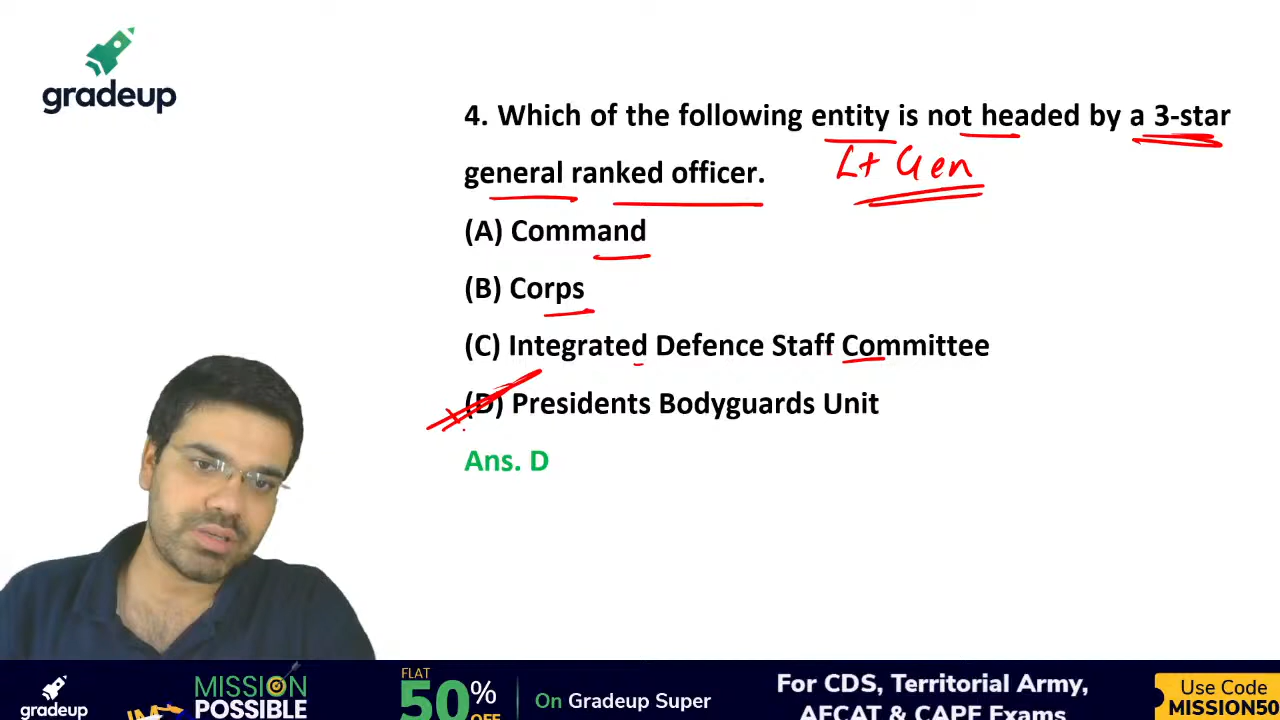 gradeup
4. Which of the following entity is not headed by a 3-star
general ranked officer.
Lt Gen
(A) Command
(B) Corps
(C) Integrated Defence Staff Committee
(D) Presidents Bodyguards Unit
Ans. D
gradeup
MISSION
POSSIBLE
FLAT
50% OFF
On Gradeup Super
For CDS, Territorial Army,
AFCAT & CAPF Exams
Use Code
MISSION50